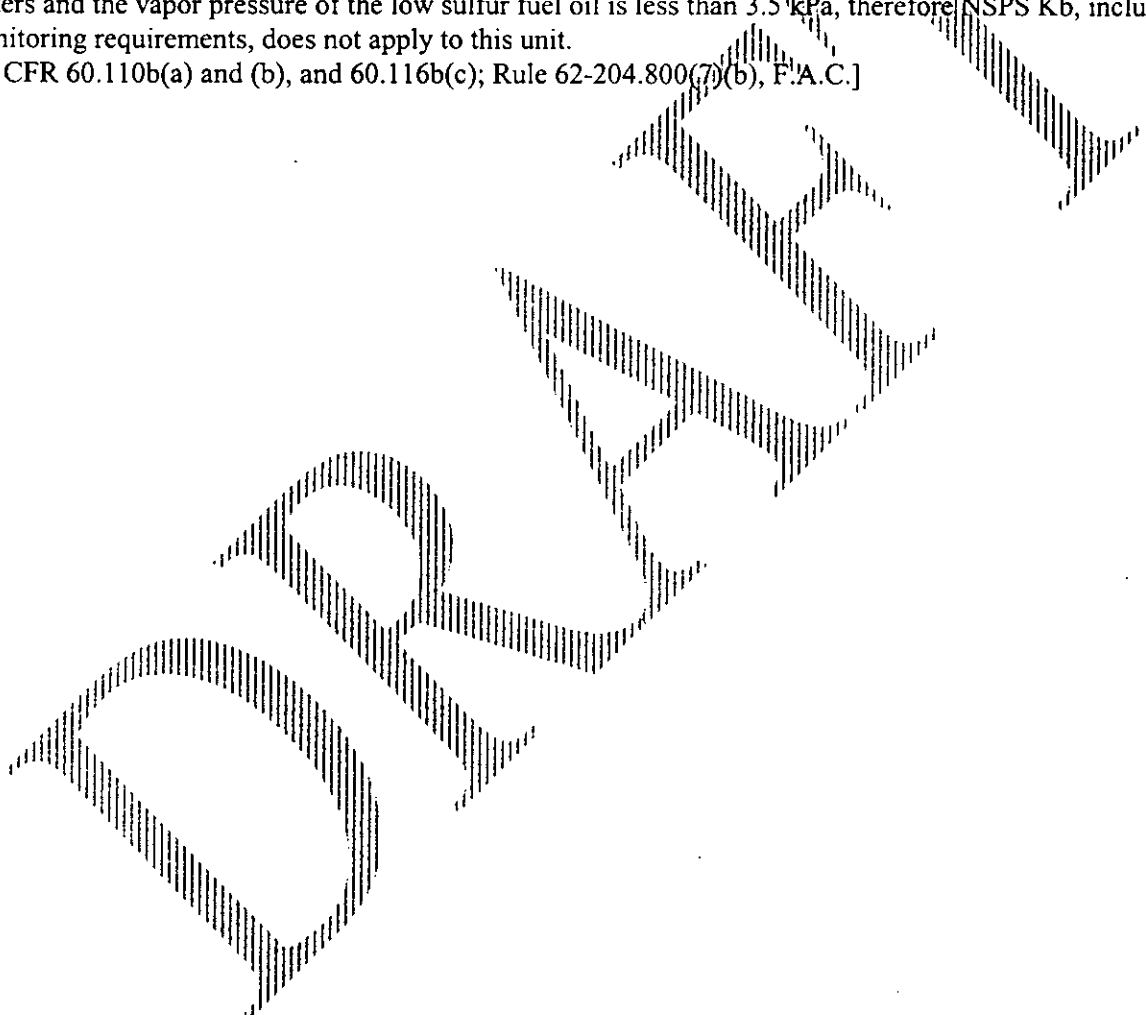 ers and the vapor pressure of the low sulfur fuel oil is less than 3.5 kPa, therefore NSPS Kb, inclu
nitoring requirements, does not apply to this unit.
CFR 60.110b(a) and (b), and 60.116b(c); Rule 62-204.800(7)(b), F.A.C.]
DRAFT